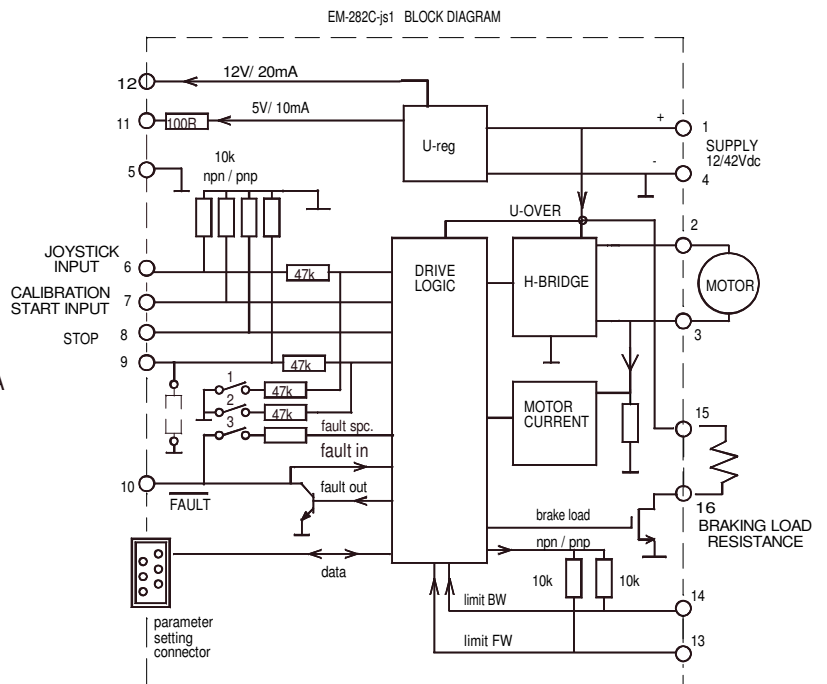 EM-282C-js1 BLOCK DIAGRAM
12
12V/ 20mA
11
100R
5V/ 10mA
U-reg
+
1
SUPPLY
12/42Vdc
-
4
5
10k
npn / pnp
U-OVER
2
JOYSTICK
INPUT
6
47k
DRIVE
LOGIC
H-BRIDGE
MOTOR
CALIBRATION
START INPUT
7
STOP
8
3
9
47k
1
47k
2
47k
3
fault spc.
MOTOR
CURRENT
15
A
fault in
10
FAULT
fault out
16
BRAKING LOAD
RESISTANCE
brake load
npn / pnp
data
10k
10k
limit BW
14
limit FW
13
parameter
setting
connector